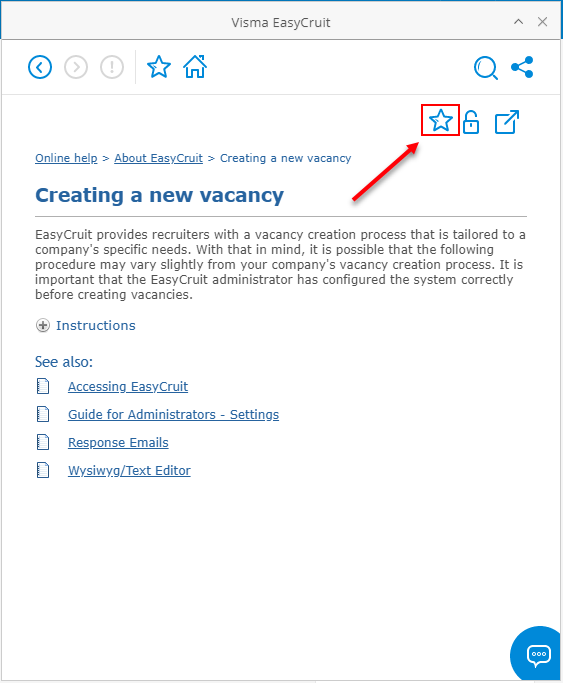 Visma EasyCruit
Online help > About EasyCruit > Creating a new vacancy
Creating a new vacancy
EasyCruit provides recruiters with a vacancy creation process that is tailored to a
company's specific needs. With that in mind, it is possible that the following
procedure may vary slightly from your company's vacancy creation process. It is
important that the EasyCruit administrator has configured the system correctly
before creating vacancies.
Instructions
See also:
Accessing EasyCruit
Guide for Administrators - Settings
Response Emails
Wysiwyg/Text Editor